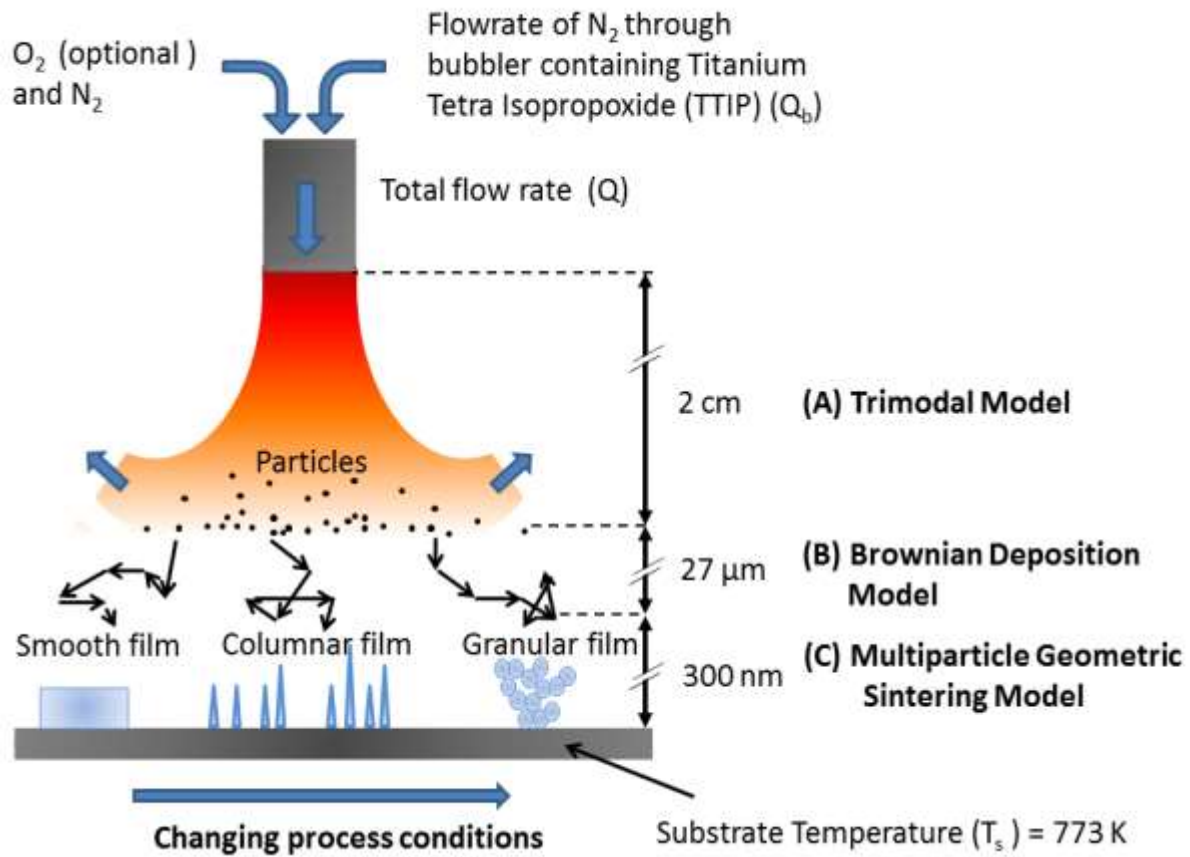 O₂ (optional )
and N₂
Flowrate of N₂ through
bubbler containing Titanium
Tetra Isopropoxide (TTIP) (Q_b)
Total flow rate (Q)
Particles
2 cm
(A) Trimodal Model
27 µm
(B) Brownian Deposition
Model
Smooth film
Columnar film
Granular film
300 nm
(C) Multiparticle Geometric
Sintering Model
Changing process conditions
Substrate Temperature (Tₛ ) = 773 K